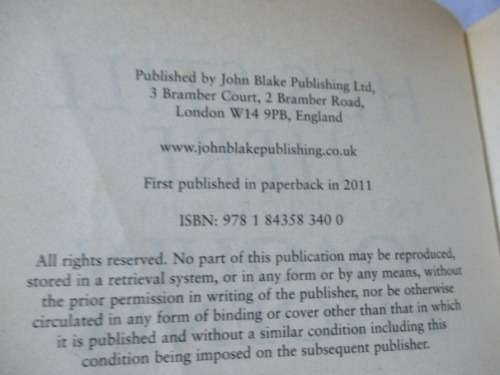 Published by John Blake Publishing Ltd,
3 Bramber Court, 2 Bramber Road,
London W14 9PB, England
www.johnblakepublishing.co.uk
First published in paperback in 2011
ISBN: 978 1 84358 340 0
All rights reserved. No part of this publication may be reproduced,
stored in a retrieval system, or in any form or by any means, without
the prior permission in writing of the publisher, nor be otherwise
circulated in any form of binding or cover other than that in which
it is published and without a similar condition including this
condition being imposed on the subsequent publisher.